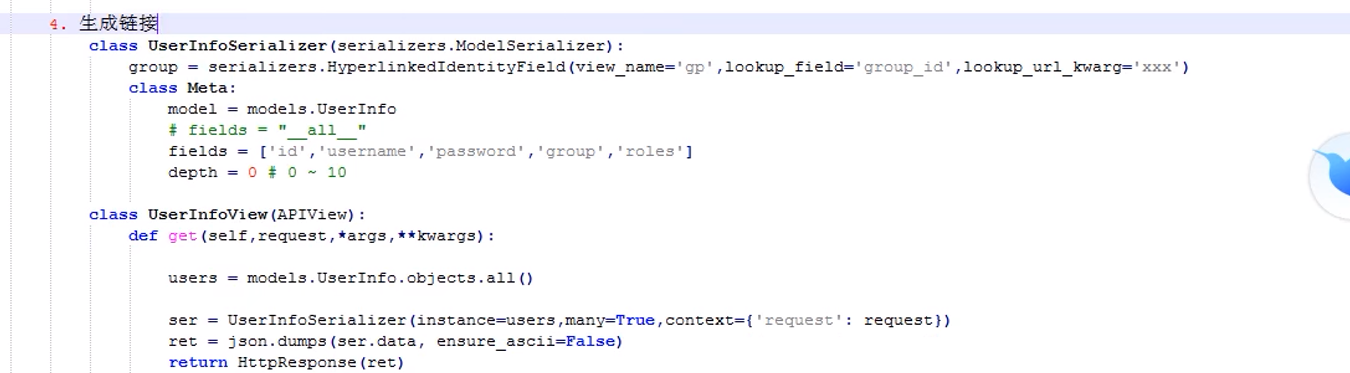 4. 生成链接
class UserInfoSerializer(serializers.ModelSerializer):
group = serializers.HyperlinkedIdentityField(view_name='gp',lookup_field='group_id',lookup_url_kwarg='xxx')
class Meta:
model = models.UserInfo
# fields = "__all__"
fields = ['id','username','password','group','roles']
depth = 0 # 0 ~ 10
class UserInfoView(APIView):
def get(self,request,*args,**kwargs):
users = models.UserInfo.objects.all()
ser = UserInfoSerializer(instance=users,many=True,context={'request': request})
ret = json.dumps(ser.data, ensure_ascii=False)
return HttpResponse(ret)